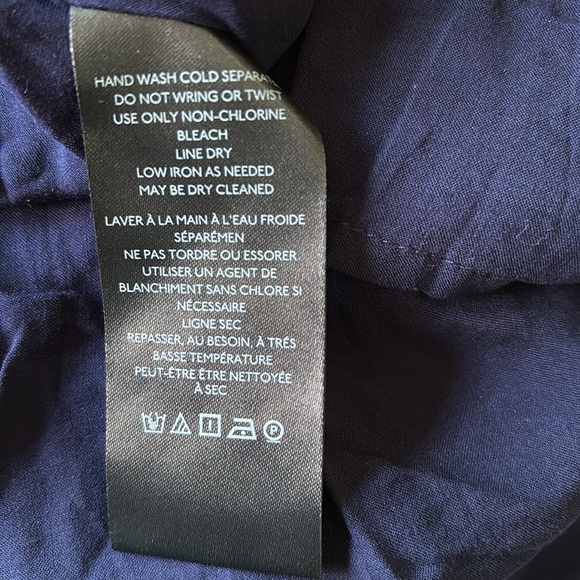 HAND WASH COLD SEPARATE
DO NOT WRING OR TWIST
USE ONLY NON-CHLORINE
BLEACH
LINE DRY
LOW IRON AS NEEDED
MAY BE DRY CLEANED
LAVER À LA MAIN À L'EAU FROIDE
SÉPARÉMEN
NE PAS TORDRE OU ESSORER
UTILISER UN AGENT DE
BLANCHIMENT SANS CHLORE SI
NÉCESSAIRE
LIGNE SEC
REPASSER, AU BESOIN, À TRÉS
BASSE TEMPÉRATURE
PEUT-ÊTRE ÊTRE NETTOYÉE
À SEC
P